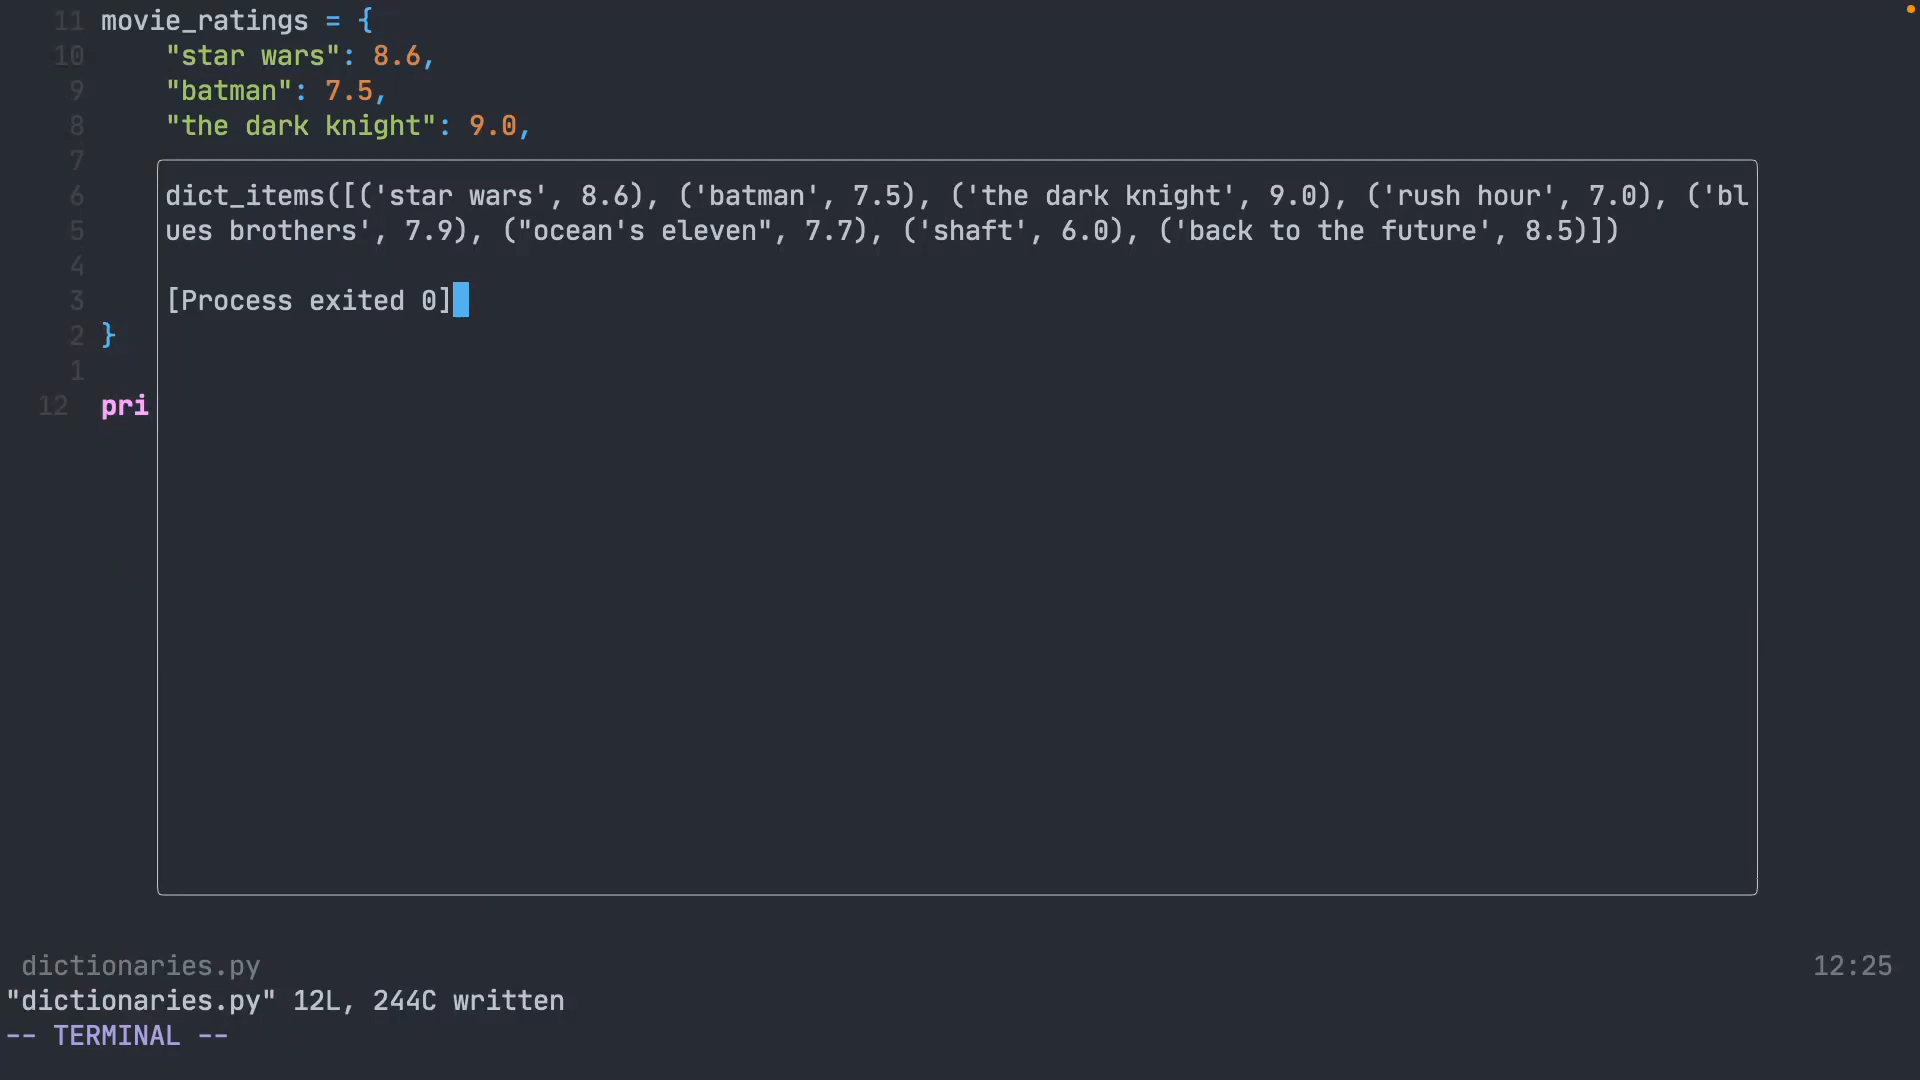 11 movie_ratings = {
10 "star wars": 8.6,
9 "batman": 7.5,
8 "the dark knight": 9.0,
7
6 dict_items([('star wars', 8.6), ('batman', 7.5), ('the dark knight', 9.0), ('rush hour', 7.0), ('bl
5 ues brothers', 7.9), ("ocean's eleven", 7.7), ('shaft', 6.0), ('back to the future', 8.5)])
4
3 [Process exited 0]
2 }
1
12 pri
dictionaries.py 12:25
"dictionaries.py" 12L, 244C written
-- TERMINAL --